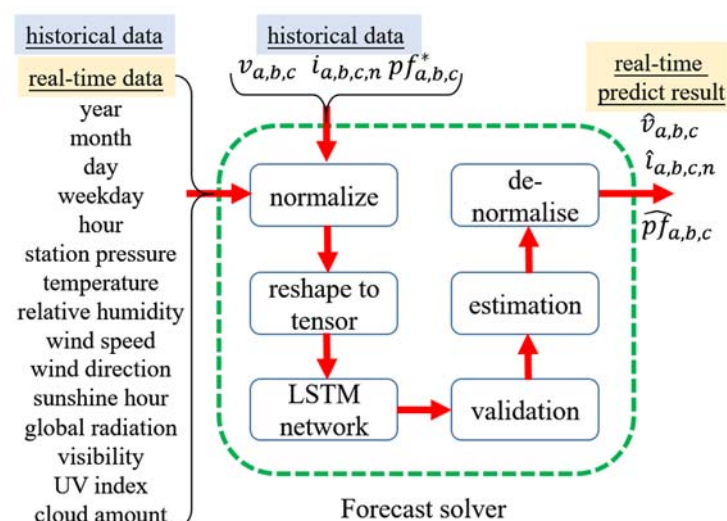 historical data
real-time data
year
month
day
weekday
hour
station pressure
temperature
relative humidity
wind speed
wind direction
sunshine hour
global radiation
visibility
UV index
cloud amount
historical data
v_{a,b,c} i_{a,b,c,n} pf^*_{a,b,c}
normalize
reshape to
tensor
LSTM
network
validation
estimation
de-
normalise
Forecast solver
real-time
predict result
v̂_{a,b,c}
î_{a,b,c,n}
\widehat{pf}_{a,b,c}